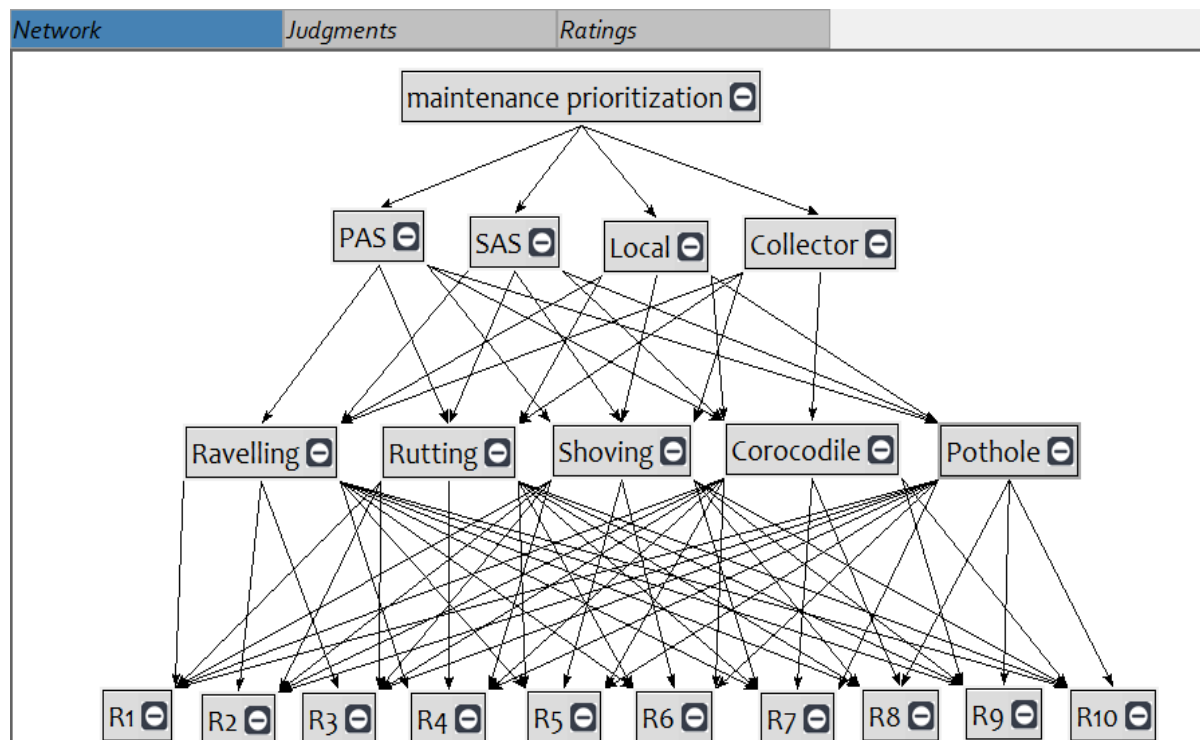 Network Judgments Ratings
maintenance prioritization
PAS SAS Local Collector
Ravelling Rutting Shoving Corocodile Pothole
R1 R2 R3 R4 R5 R6 R7 R8 R9 R10